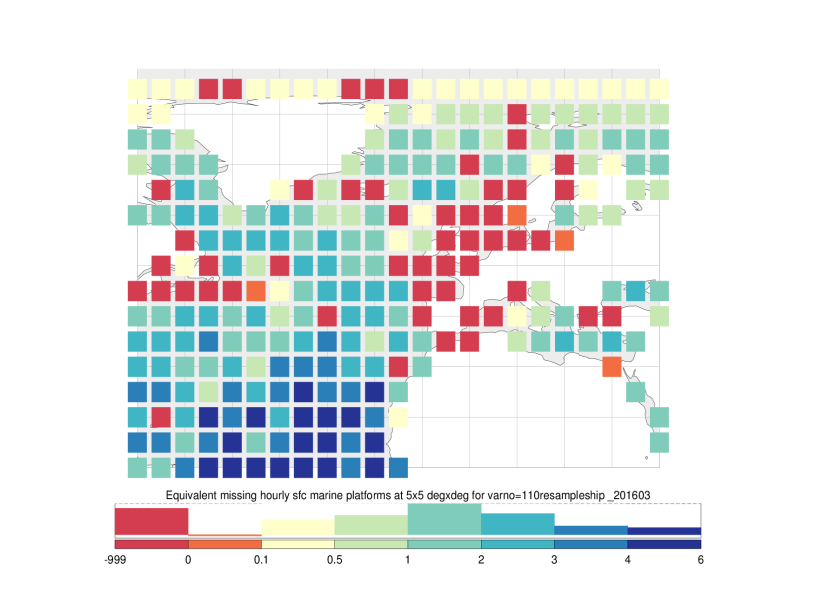 Equivalent missing hourly sfc marine platforms at 5x5 degxdeg for varno=110resampleship _201603
-999 0 0.1 0.5 1 2 3 4 6